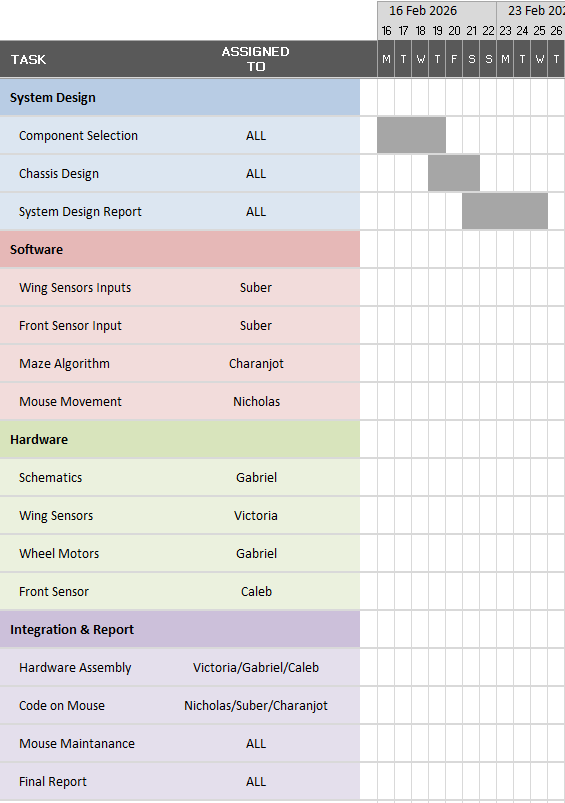 16 Feb 2026 23 Feb 202
16 17 18 19 20 21 22 23 24 25 26
TASK ASSIGNED TO M T W T F S S M T W T
System Design
Component Selection ALL
Chassis Design ALL
System Design Report ALL
Software
Wing Sensors Inputs Suber
Front Sensor Input Suber
Maze Algorithm Charanjot
Mouse Movement Nicholas
Hardware
Schematics Gabriel
Wing Sensors Victoria
Wheel Motors Gabriel
Front Sensor Caleb
Integration & Report
Hardware Assembly Victoria/Gabriel/Caleb
Code on Mouse Nicholas/Suber/Charanjot
Mouse Maintanance ALL
Final Report ALL